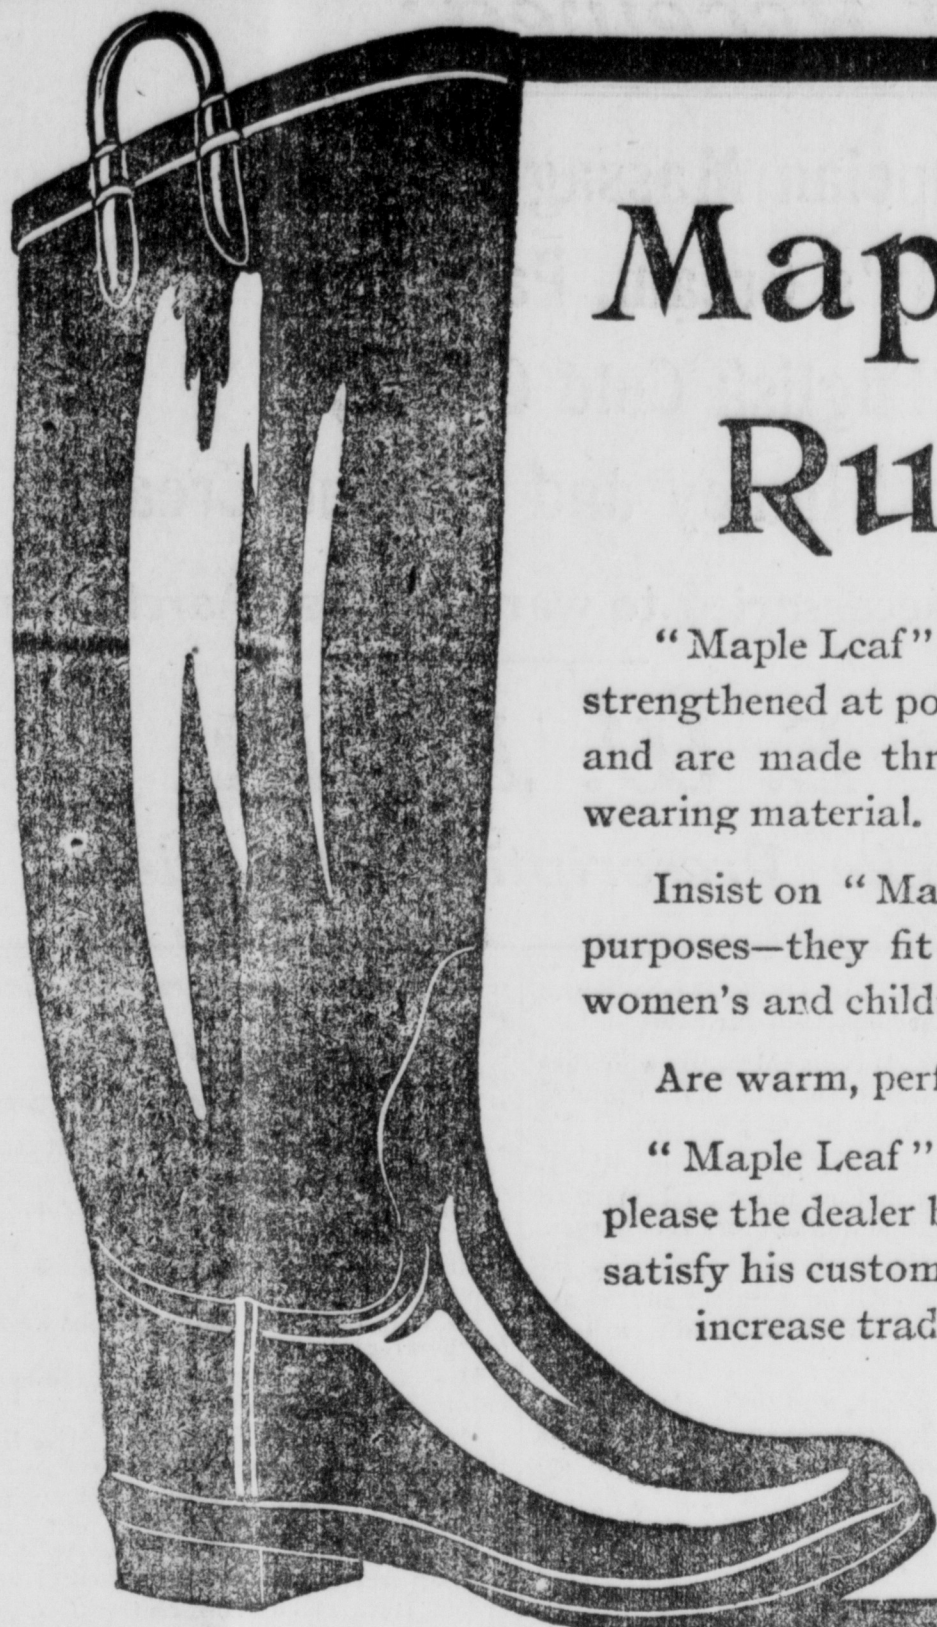 Map
Ru
"Maple Leaf"
strengthened at po
and are made thr
wearing material.
Insist on "Ma
purposes—they fit
women's and child
Are warm, perf
"Maple Leaf"
please the dealer b
satisfy his custom
increase trad